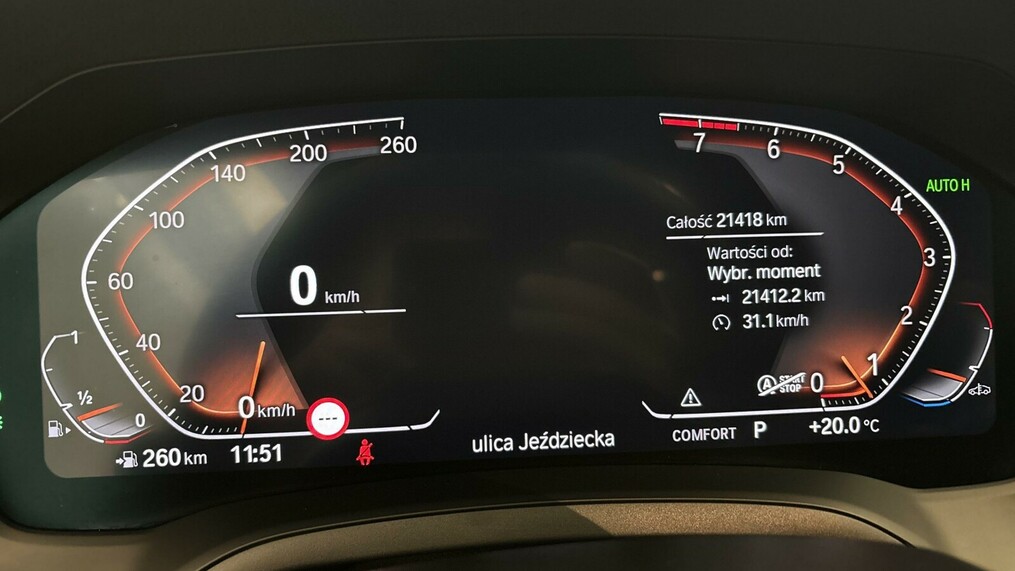 260
200
140
100
60
40
20
0 km/h
0 km/h
1
1/2
0
260 km
11:51
---
ulica Jeździecka
7
6
5
4
3
2
1
0
AUTO H
Całość 21418 km
Wartości od:
Wybr. moment
21412.2 km
31.1 km/h
A START
STOP
COMFORT P +20.0 °C